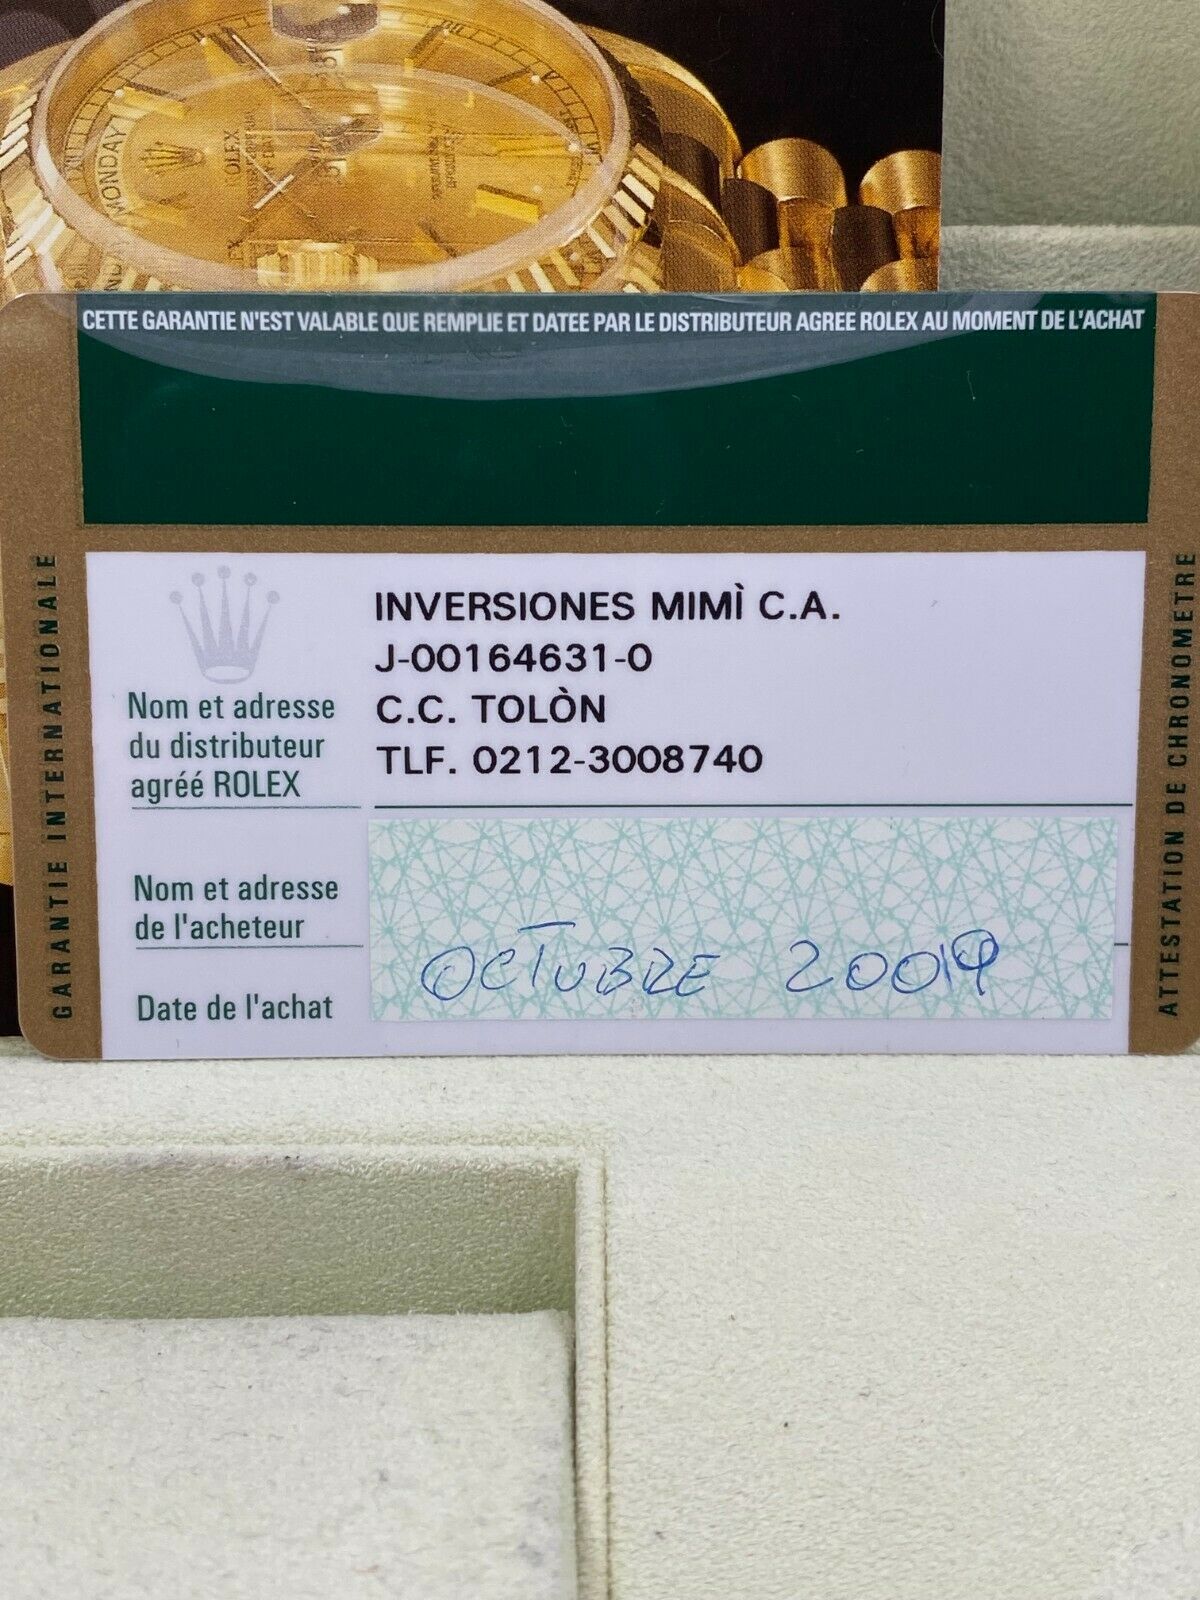 MONDAY
ROLEX
CETTE GARANTIE N'EST VALABLE QUE REMPLIE ET DATEE PAR LE DISTRIBUTEUR AGREE ROLEX AU MOMENT DE L'ACHAT
GARANTIE INTERNATIONALE
Nom et adresse
du distributeur
agréé ROLEX
INVERSIONES MIMÌ C.A.
J-00164631-0
C.C. TOLÒN
TLF. 0212-3008740
Nom et adresse
de l'acheteur
Date de l'achat
OCTUBRE 2009
ATTESTATION DE CHRONOMETRE